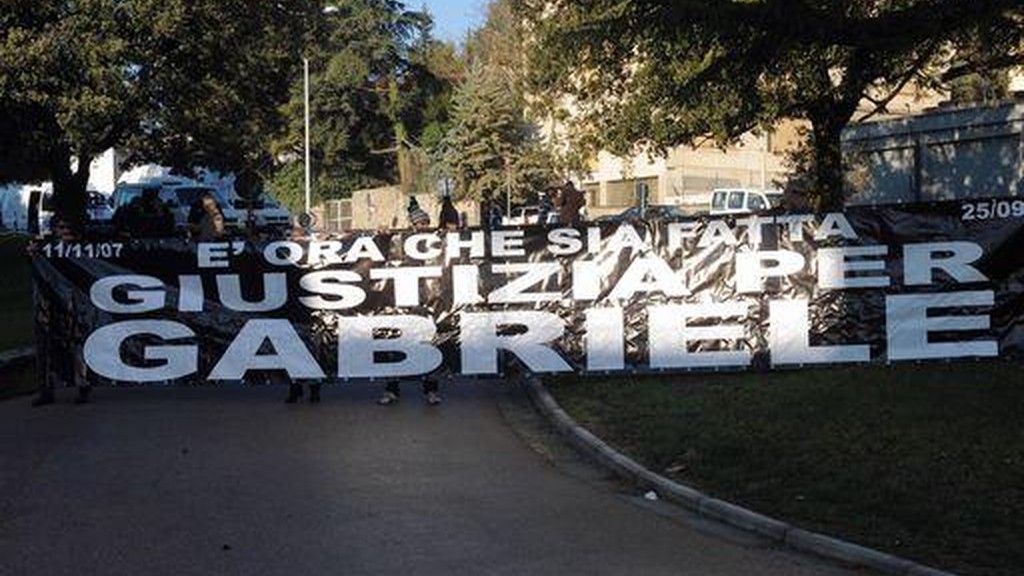 11/11/07
25/09
E' ORA CHE SIA FATTA
GIUSTIZIA PER
GABRIELE